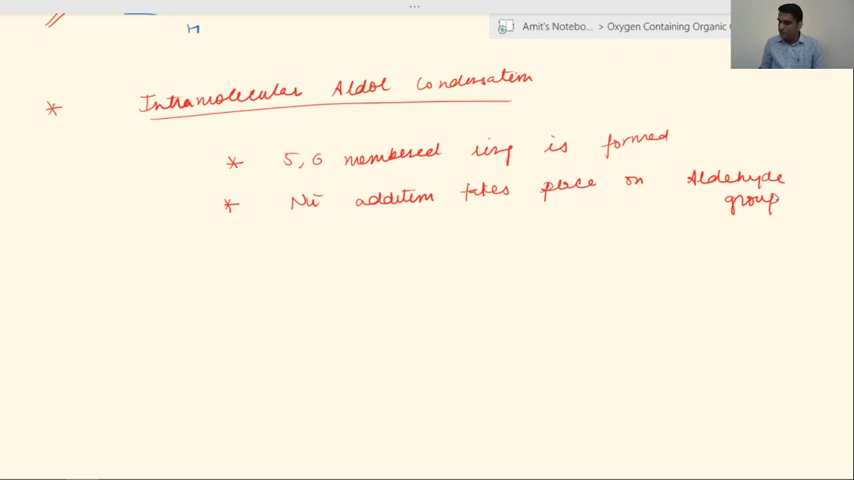 ...
H
Amit's Notebo... > Oxygen Containing Organic
* Intramolecular Aldol Condensation
* 5, 6 membered ring is formed
* Nu⁻ addition takes place on Aldehyde
group